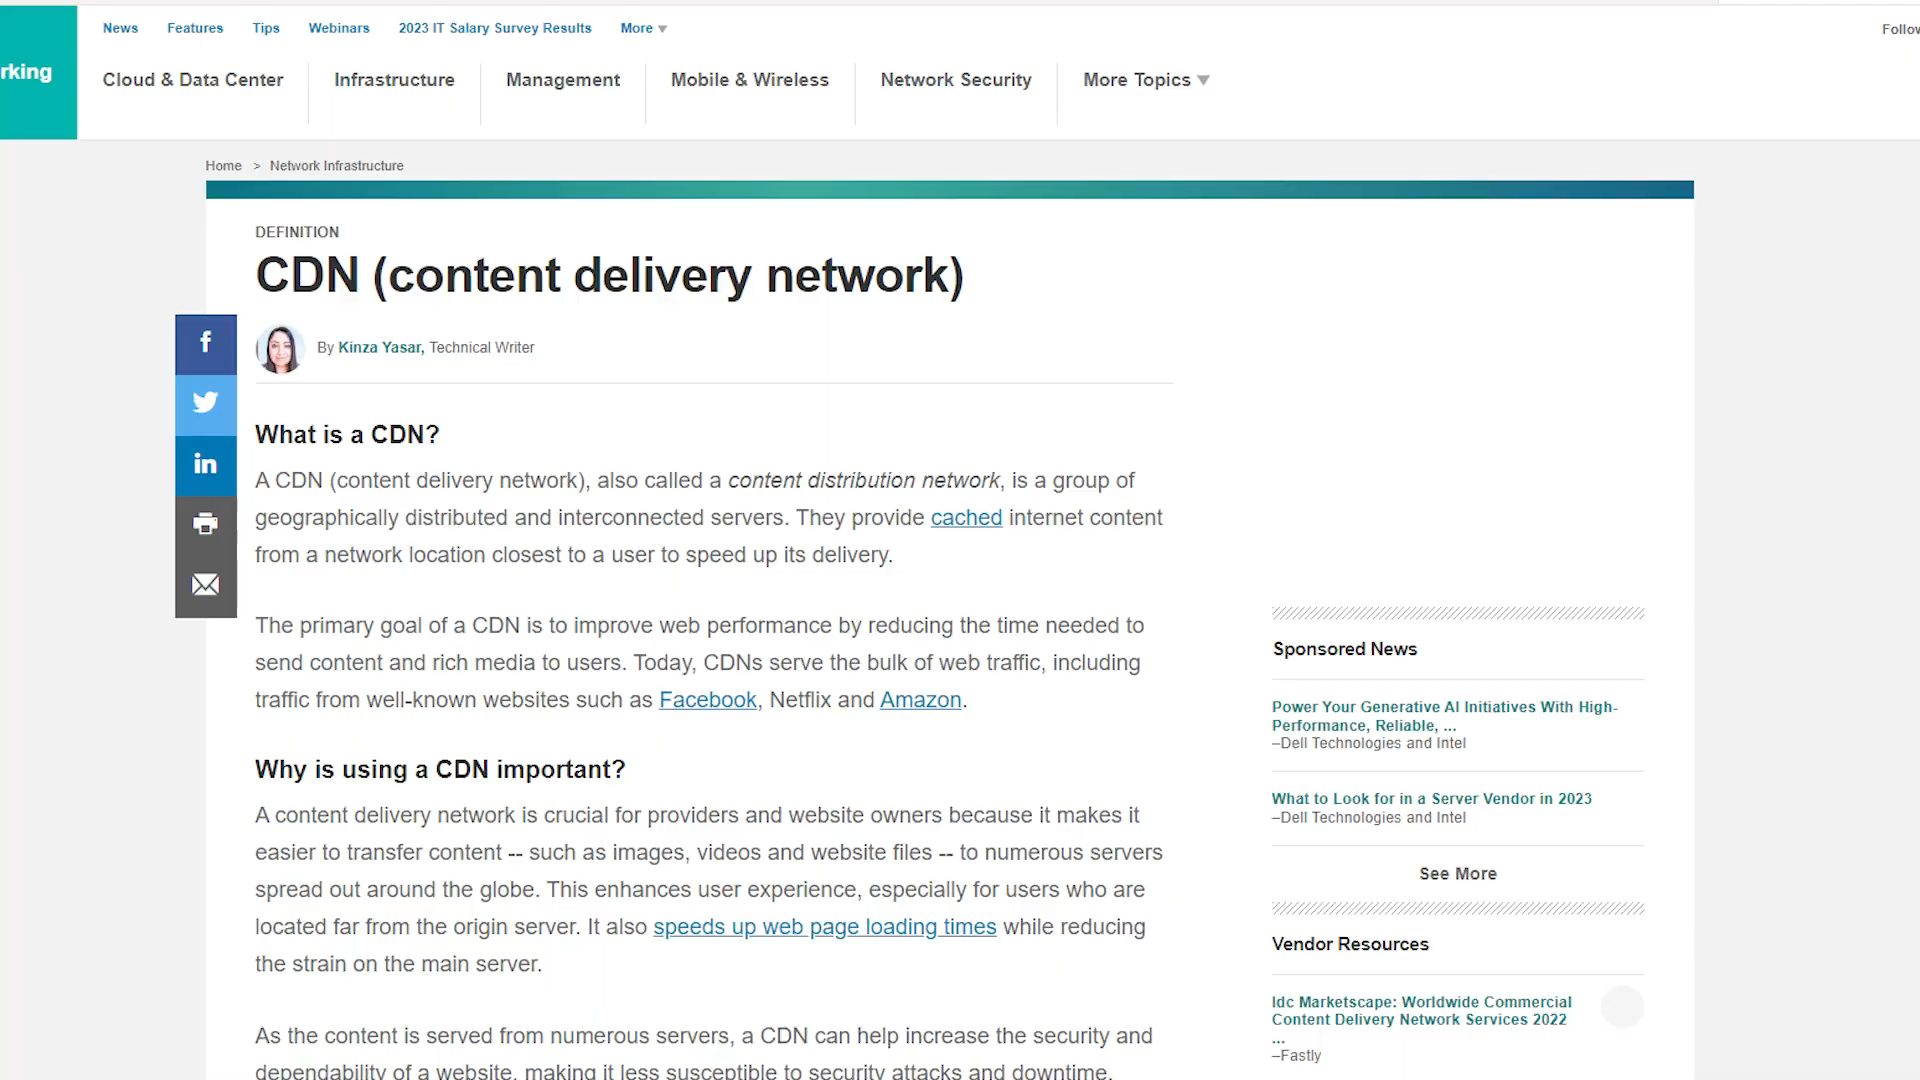 News Features Tips Webinars 2023 IT Salary Survey Results More
Follow
rking
Cloud & Data Center Infrastructure Management Mobile & Wireless Network Security More Topics
Home > Network Infrastructure
DEFINITION
CDN (content delivery network)
By Kinza Yasar, Technical Writer
What is a CDN?
A CDN (content delivery network), also called a content distribution network, is a group of
geographically distributed and interconnected servers. They provide cached internet content
from a network location closest to a user to speed up its delivery.
The primary goal of a CDN is to improve web performance by reducing the time needed to
send content and rich media to users. Today, CDNs serve the bulk of web traffic, including
traffic from well-known websites such as Facebook, Netflix and Amazon.
Why is using a CDN important?
A content delivery network is crucial for providers and website owners because it makes it
easier to transfer content -- such as images, videos and website files -- to numerous servers
spread out around the globe. This enhances user experience, especially for users who are
located far from the origin server. It also speeds up web page loading times while reducing
the strain on the main server.
As the content is served from numerous servers, a CDN can help increase the security and
dependability of a website, making it less susceptible to security attacks and downtime.
Sponsored News
Power Your Generative AI Initiatives With High-
Performance, Reliable, ...
–Dell Technologies and Intel
What to Look for in a Server Vendor in 2023
–Dell Technologies and Intel
See More
Vendor Resources
Idc Marketscape: Worldwide Commercial
Content Delivery Network Services 2022
...
–Fastly